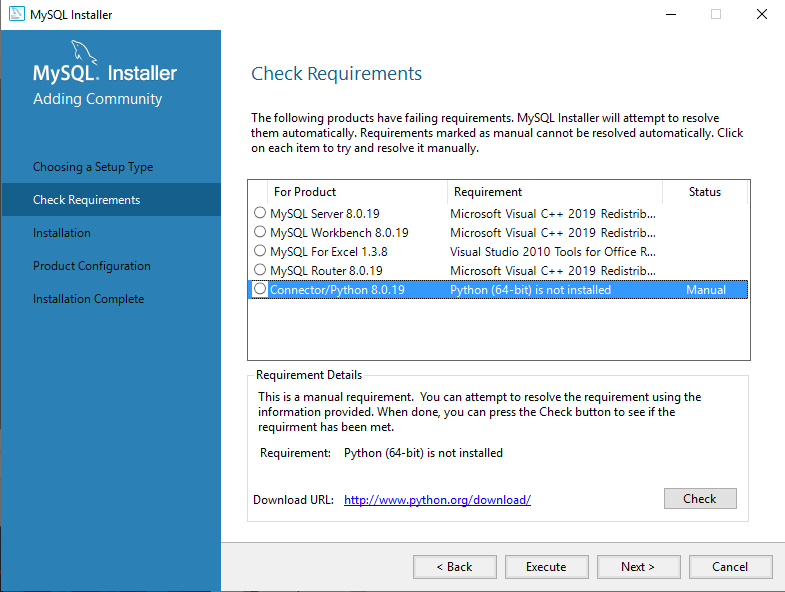 MySQL Installer
MySQL. Installer
Adding Community
Choosing a Setup Type
Check Requirements
Installation
Product Configuration
Installation Complete
Check Requirements
The following products have failing requirements. MySQL Installer will attempt to resolve
them automatically. Requirements marked as manual cannot be resolved automatically. Click
on each item to try and resolve it manually.
For Product Requirement Status
MySQL Server 8.0.19 Microsoft Visual C++ 2019 Redistrib...
MySQL Workbench 8.0.19 Microsoft Visual C++ 2019 Redistrib...
MySQL For Excel 1.3.8 Visual Studio 2010 Tools for Office R...
MySQL Router 8.0.19 Microsoft Visual C++ 2019 Redistrib...
Connector/Python 8.0.19 Python (64-bit) is not installed Manual
Requirement Details
This is a manual requirement. You can attempt to resolve the requirement using the
information provided. When done, you can press the Check button to see if the
requirment has been met.
Requirement: Python (64-bit) is not installed
Download URL: http://www.python.org/download/
Check
< Back Execute Next > Cancel